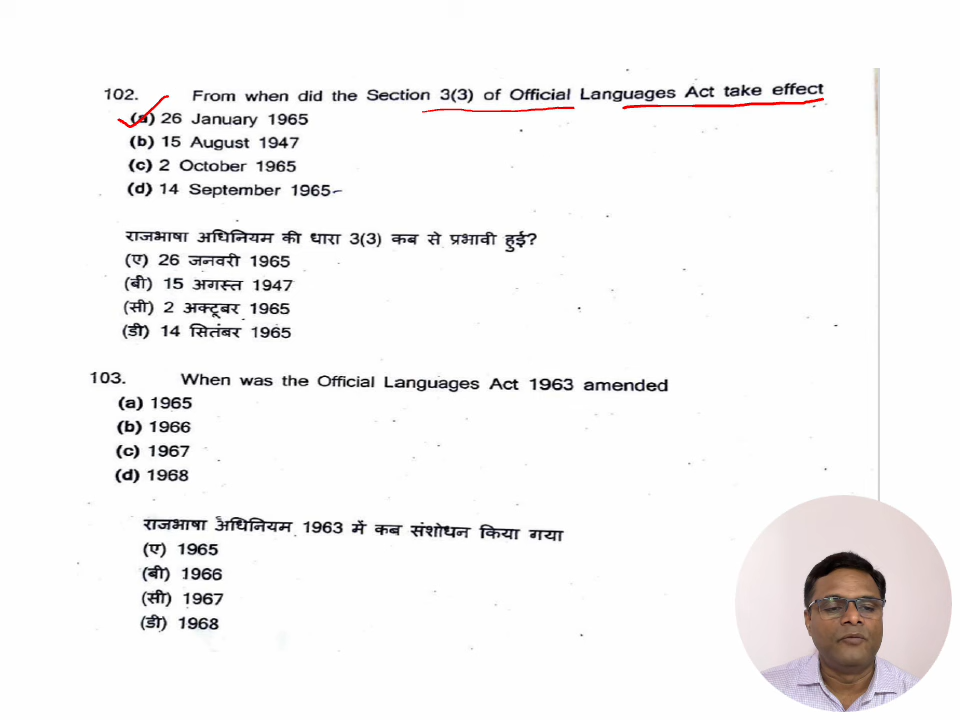 102. From when did the Section 3(3) of Official Languages Act take effect
(a) 26 January 1965
(b) 15 August 1947
(c) 2 October 1965
(d) 14 September 1965
राजभाषा अधिनियम की धारा 3(3) कब से प्रभावी हुई?
(ए) 26 जनवरी 1965
(बी) 15 अगस्त 1947
(सी) 2 अक्टूबर 1965
(डी) 14 सितंबर 1965
103. When was the Official Languages Act 1963 amended
(a) 1965
(b) 1966
(c) 1967
(d) 1968
राजभाषा अधिनियम 1963 में कब संशोधन किया गया
(ए) 1965
(बी) 1966
(सी) 1967
(डी) 1968